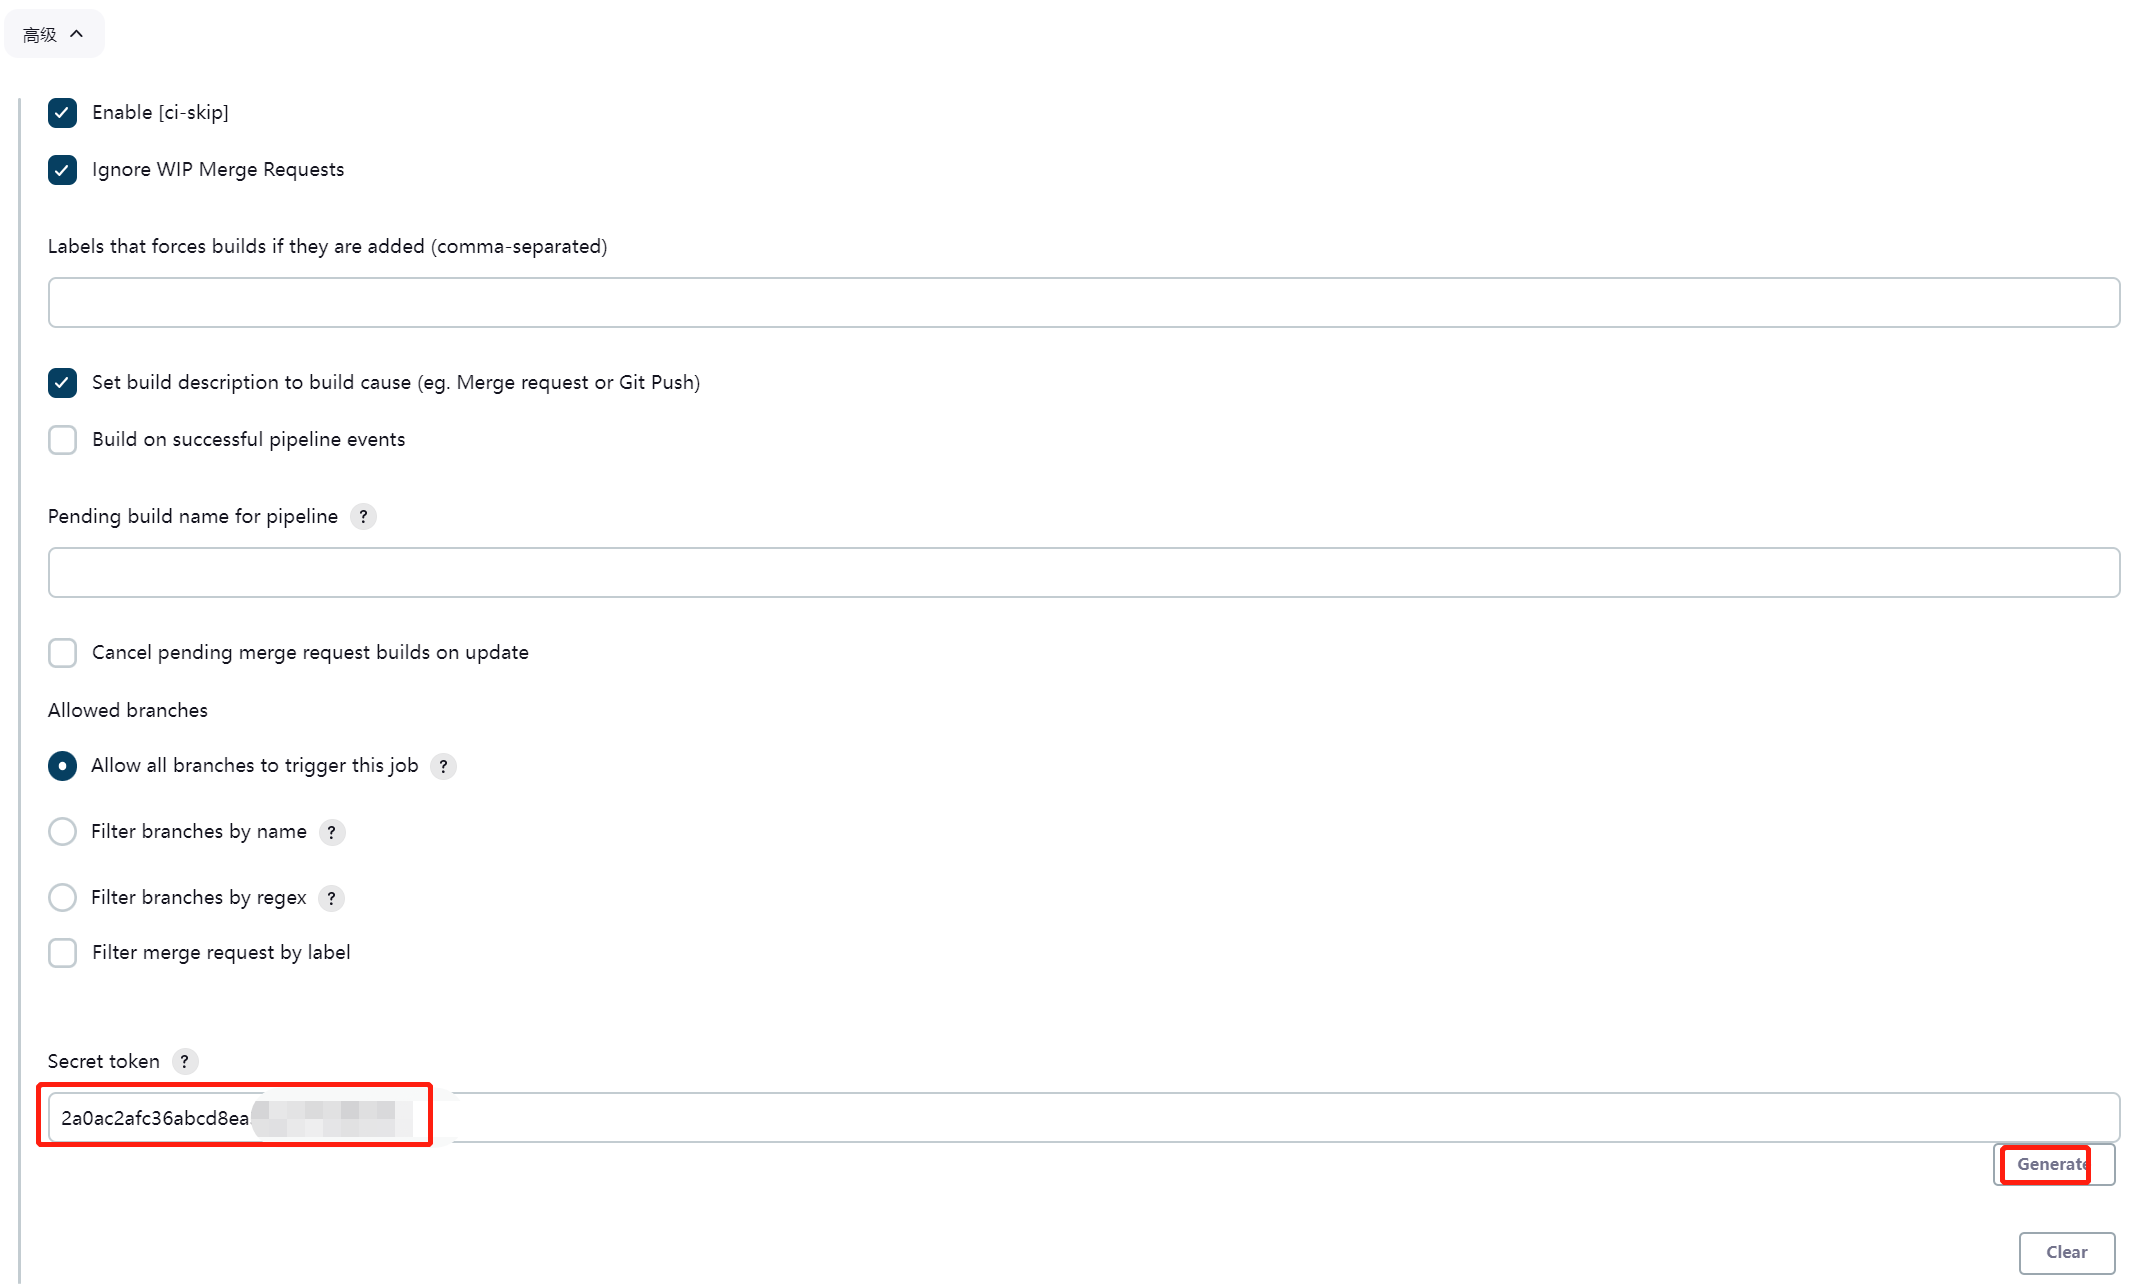 高级
Enable [ci-skip]
Ignore WIP Merge Requests
Labels that forces builds if they are added (comma-separated)
Set build description to build cause (eg. Merge request or Git Push)
Build on successful pipeline events
Pending build name for pipeline ?
Cancel pending merge request builds on update
Allowed branches
Allow all branches to trigger this job ?
Filter branches by name ?
Filter branches by regex ?
Filter merge request by label
Secret token ?
2a0ac2afc36abcd8ea
Generate
Clear